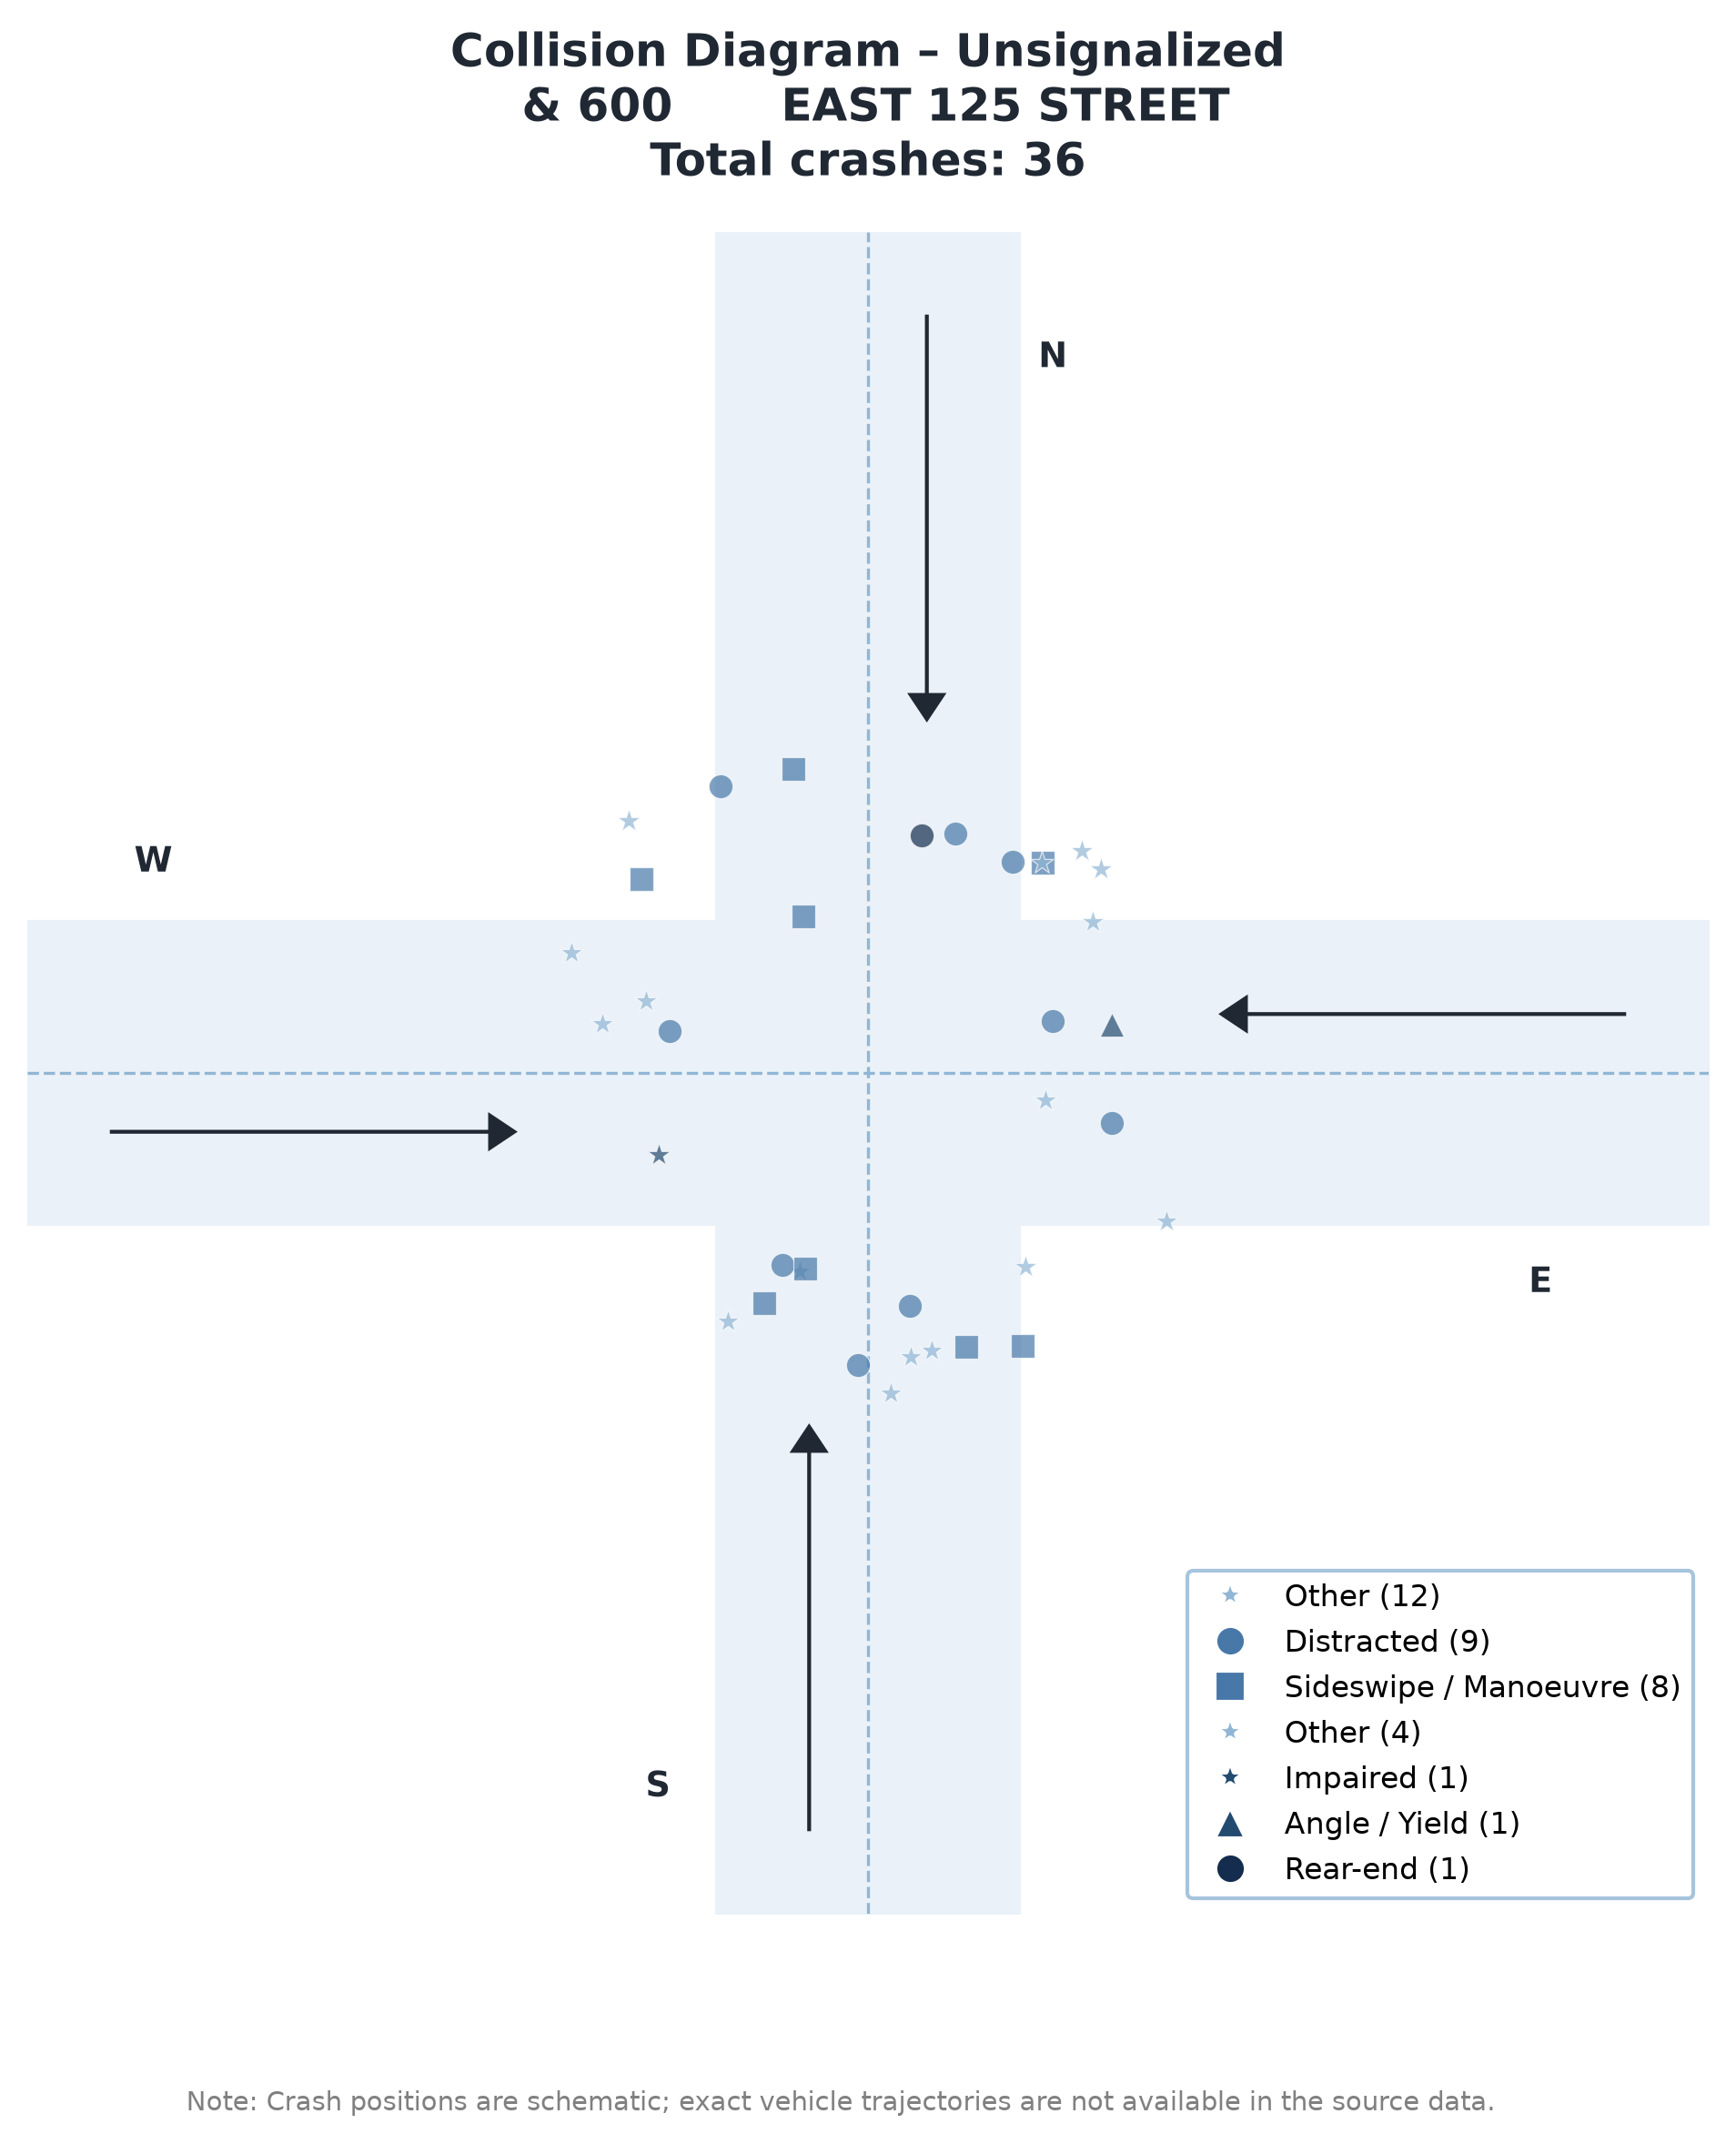 Collision Diagram – Unsignalized
& 600        EAST 125 STREET
Total crashes: 36
N
W
E
S
Other (12)
Distracted (9)
Sideswipe / Manoeuvre (8)
Other (4)
Impaired (1)
Angle / Yield (1)
Rear-end (1)
Note: Crash positions are schematic; exact vehicle trajectories are not available in the source data.